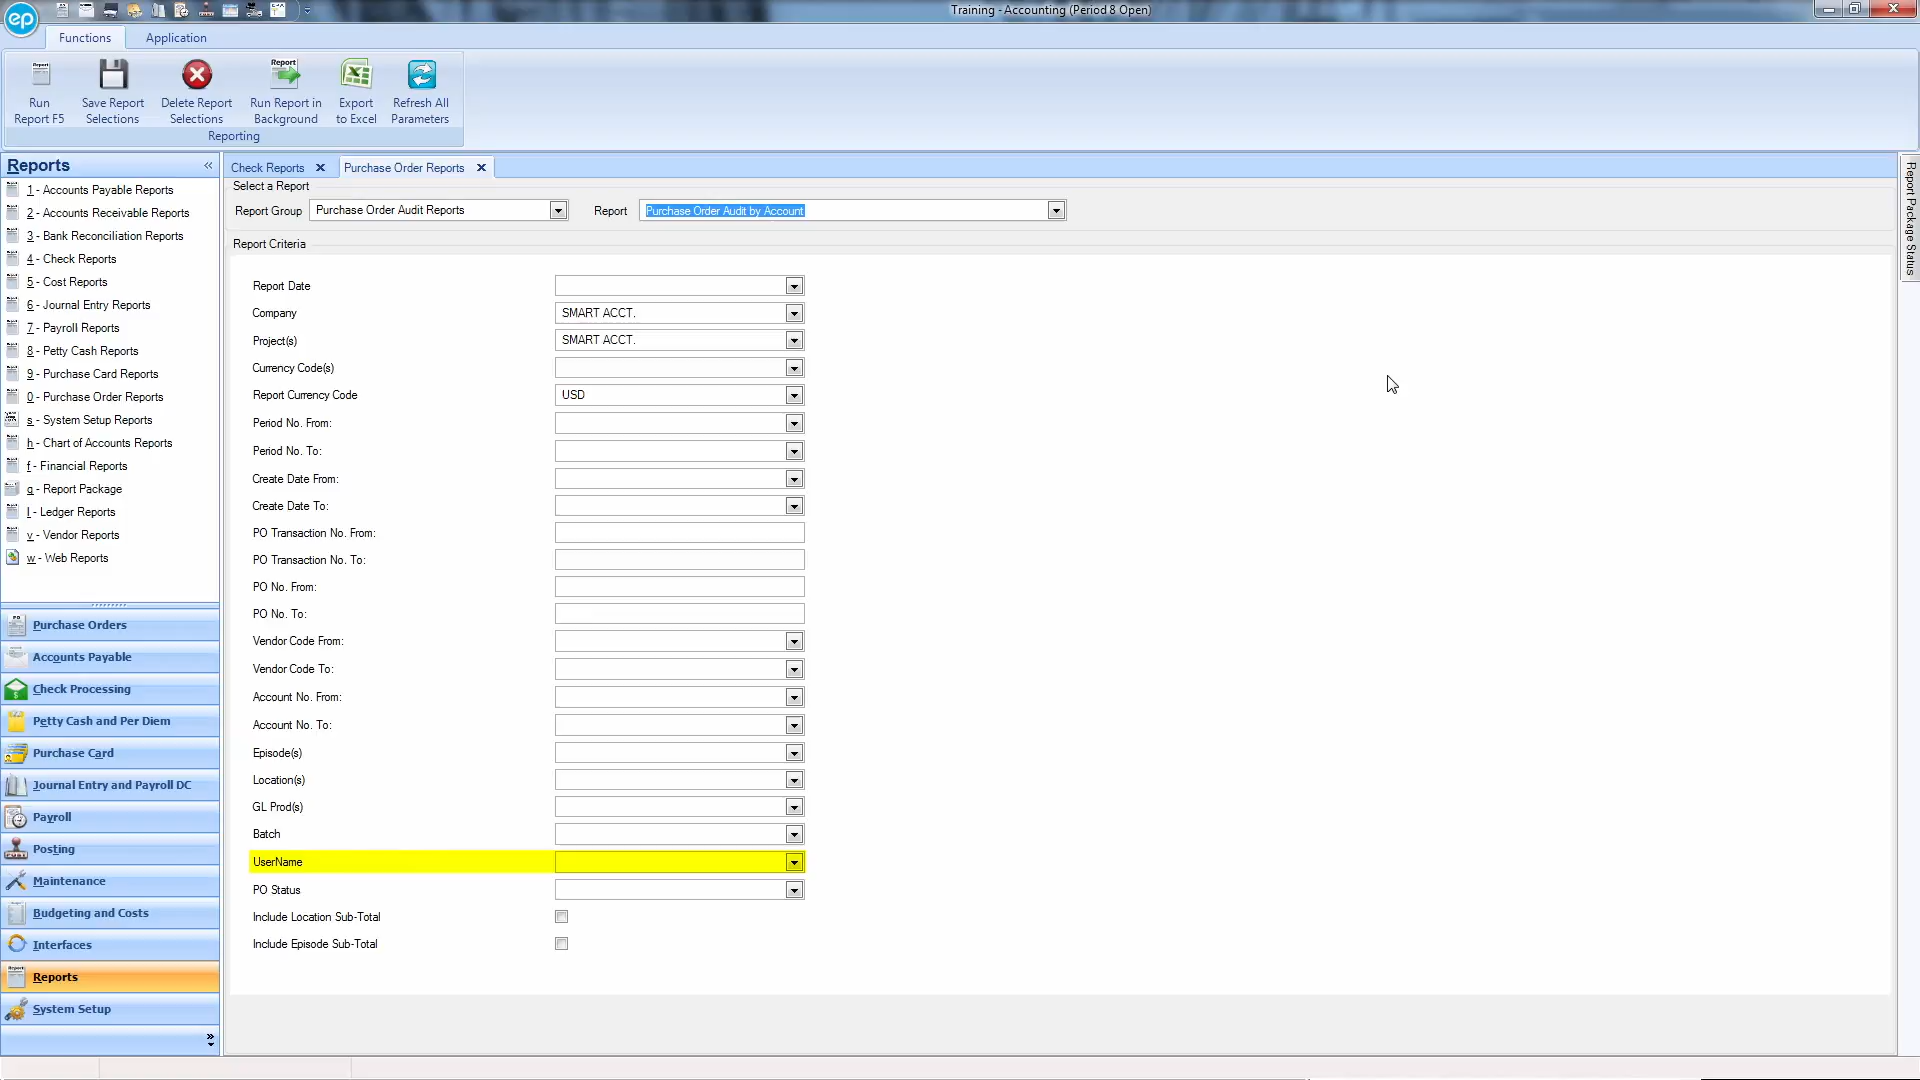 ep
Training - Accounting (Period 8 Open)
Functions
Application
Run Report F5
Save Report Selections
Delete Report Selections
Run Report in Background
Export to Excel
Refresh All Parameters
Reporting
Reports
1 - Accounts Payable Reports
2 - Accounts Receivable Reports
3 - Bank Reconciliation Reports
4 - Check Reports
5 - Cost Reports
6 - Journal Entry Reports
7 - Payroll Reports
8 - Petty Cash Reports
9 - Purchase Card Reports
0 - Purchase Order Reports
s - System Setup Reports
h - Chart of Accounts Reports
f - Financial Reports
g - Report Package
l - Ledger Reports
v - Vendor Reports
w - Web Reports
Purchase Orders
Accounts Payable
Check Processing
Petty Cash and Per Diem
Purchase Card
Journal Entry and Payroll DC
Payroll
Posting
Maintenance
Budgeting and Costs
Interfaces
Reports
System Setup
Check Reports
Purchase Order Reports
Select a Report
Report Group Purchase Order Audit Reports
Report Purchase Order Audit by Account
Report Criteria
Report Date
Company SMART ACCT.
Project(s) SMART ACCT.
Currency Code(s)
Report Currency Code USD
Period No. From:
Period No. To:
Create Date From:
Create Date To:
PO Transaction No. From:
PO Transaction No. To:
PO No. From:
PO No. To:
Vendor Code From:
Vendor Code To:
Account No. From:
Account No. To:
Episode(s)
Location(s)
GL Prod(s)
Batch
UserName
PO Status
Include Location Sub-Total
Include Episode Sub-Total
Report Package Status